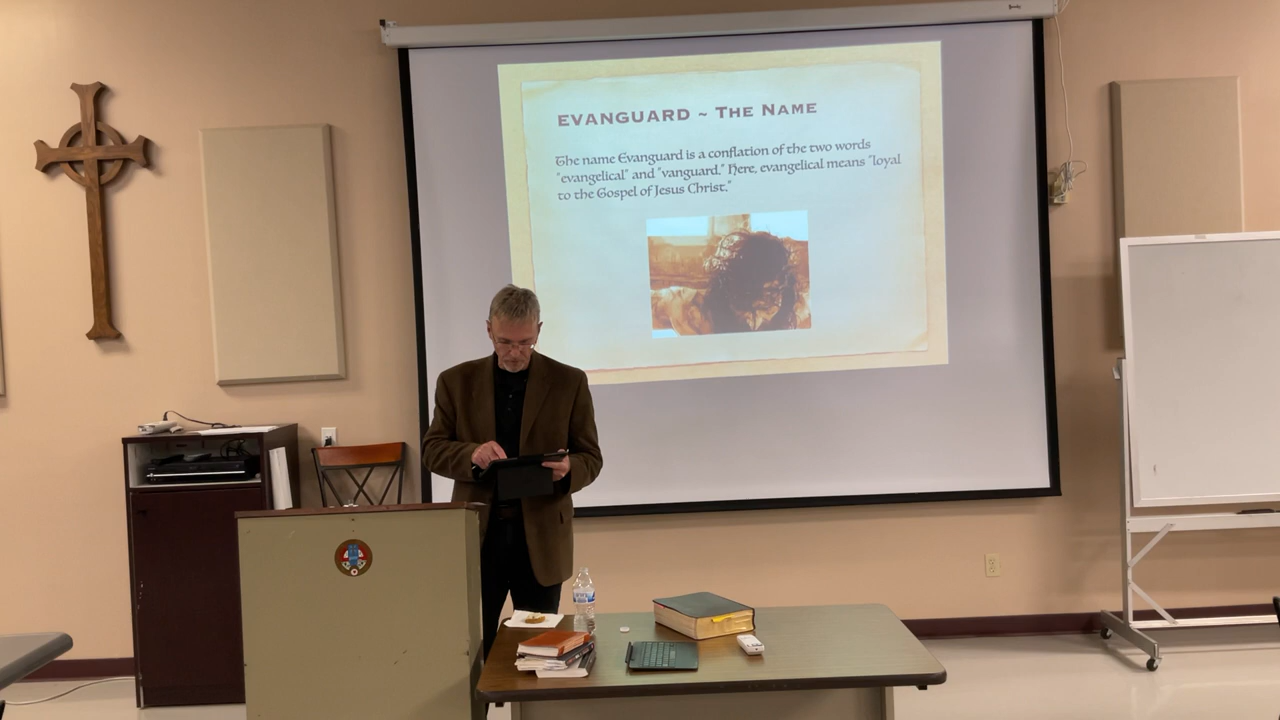 EVANGUARD ~ THE NAME
The name Evanguard is a conflation of the two words
"evangelical" and "vanguard." Here, evangelical means "loyal
to the Gospel of Jesus Christ."